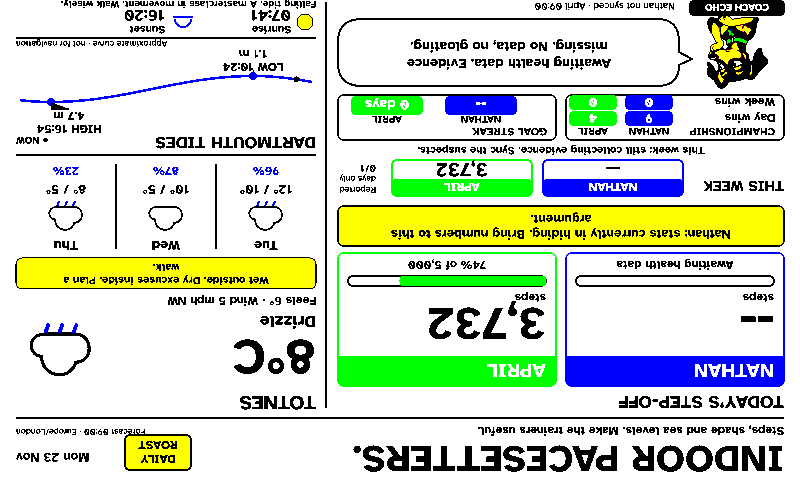 INDOOR PACESETTERS.
Steps, shade and sea levels. Make the trainers useful.
DAILY
ROAST
Mon 23 Nov
Forecast 09:00 · Europe/London
TODAY'S STEP-OFF
NATHAN
--
steps
Awaiting health data
APRIL
3,732
steps
74% of 5,000
Nathan: stats currently in hiding. Bring numbers to this
argument.
THIS WEEK
NATHAN
—
APRIL
3,732
Reported
days only
0/1
This week: still collecting evidence. Sync the suspects.
CHAMPIONSHIP
NATHAN
APRIL
Day wins
9
4
Week wins
0
0
GOAL STREAK
NATHAN
--
APRIL
0 days
Awaiting health data. Evidence
missing. No data, no gloating.
COACH ECHO
Nathan not synced · April 09:00
TOTNES
8°C
Drizzle
Feels 6° · Wind 5 mph NW
Wet outside. Dry excuses inside. Plan a
walk.
Tue
12° / 10°
96%
Wed
10° / 5°
87%
Thu
8° / 5°
23%
DARTMOUTH TIDES
• NOW
HIGH 16:54
4.7 m
LOW 10:24
1.1 m
Approximate curve · not for navigation
Sunrise
07:41
Sunset
16:20
Falling tide. A masterclass in movement. Walk. wisely.